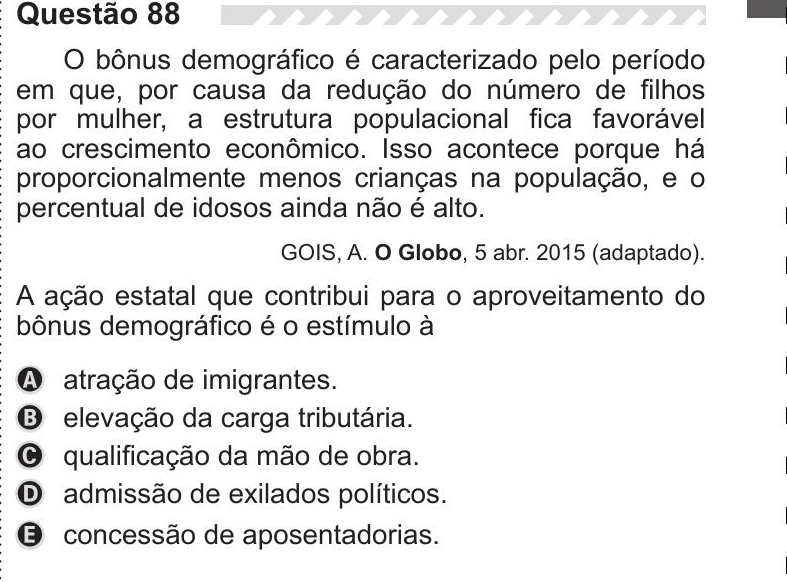 Questão 88
O bônus demográfico é caracterizado pelo período
em que, por causa da redução do número de filhos
por mulher, a estrutura populacional fica favorável
ao crescimento econômico. Isso acontece porque há
proporcionalmente menos crianças na população, e o
percentual de idosos ainda não é alto.
GOIS, A. O Globo, 5 abr. 2015 (adaptado).
A ação estatal que contribui para o aproveitamento do
bônus demográfico é o estímulo à
A atração de imigrantes.
B elevação da carga tributária.
C qualificação da mão de obra.
D admissão de exilados políticos.
E concessão de aposentadorias.